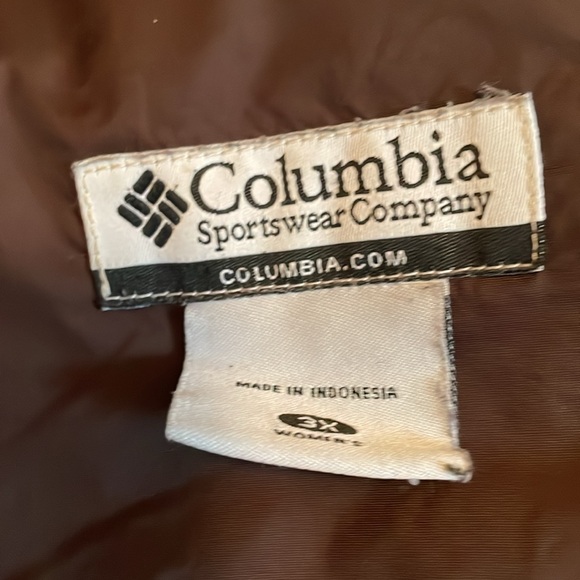 Columbia
Sportswear Company
COLUMBIA.COM
MADE IN INDONESIA
3X
WOMEN'S